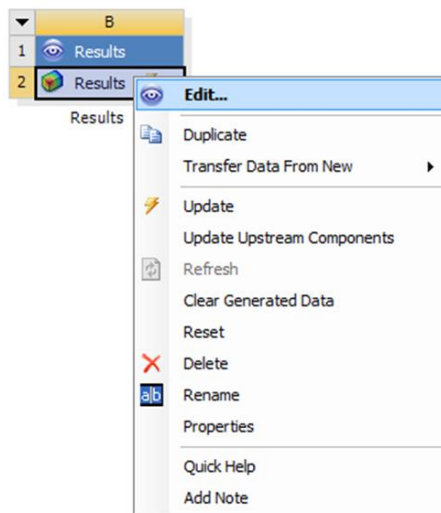 B
1 Results
2 Results
Results
Edit...
Duplicate
Transfer Data From New
Update
Update Upstream Components
Refresh
Clear Generated Data
Reset
Delete
a|b Rename
Properties
Quick Help
Add Note